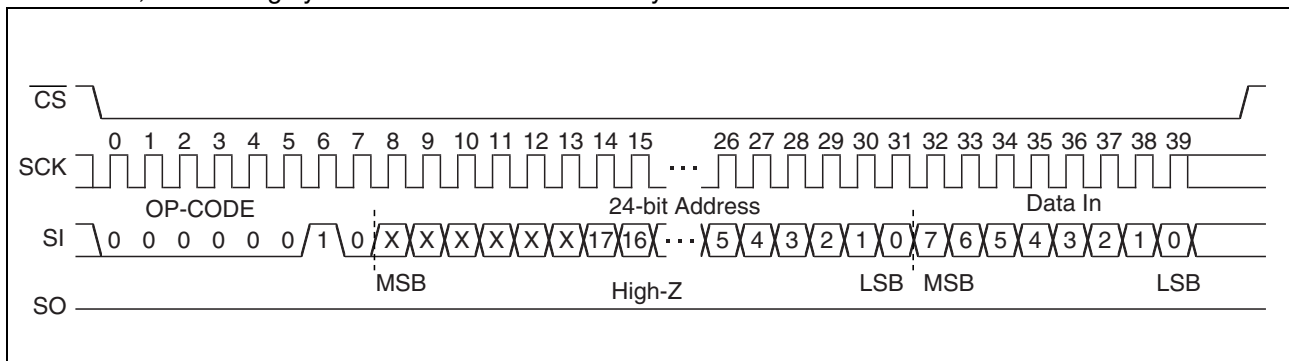 CS
0 1 2 3 4 5 6 7 8 9 10 11 12 13 14 15 26 27 28 29 30 31 32 33 34 35 36 37 38 39
SCK ...
OP-CODE 24-bit Address Data In
SI 0 0 0 0 0 0 1 0 X X X X X X 17 16 ... 5 4 3 2 1 0 7 6 5 4 3 2 1 0
MSB High-Z LSB MSB LSB
SO